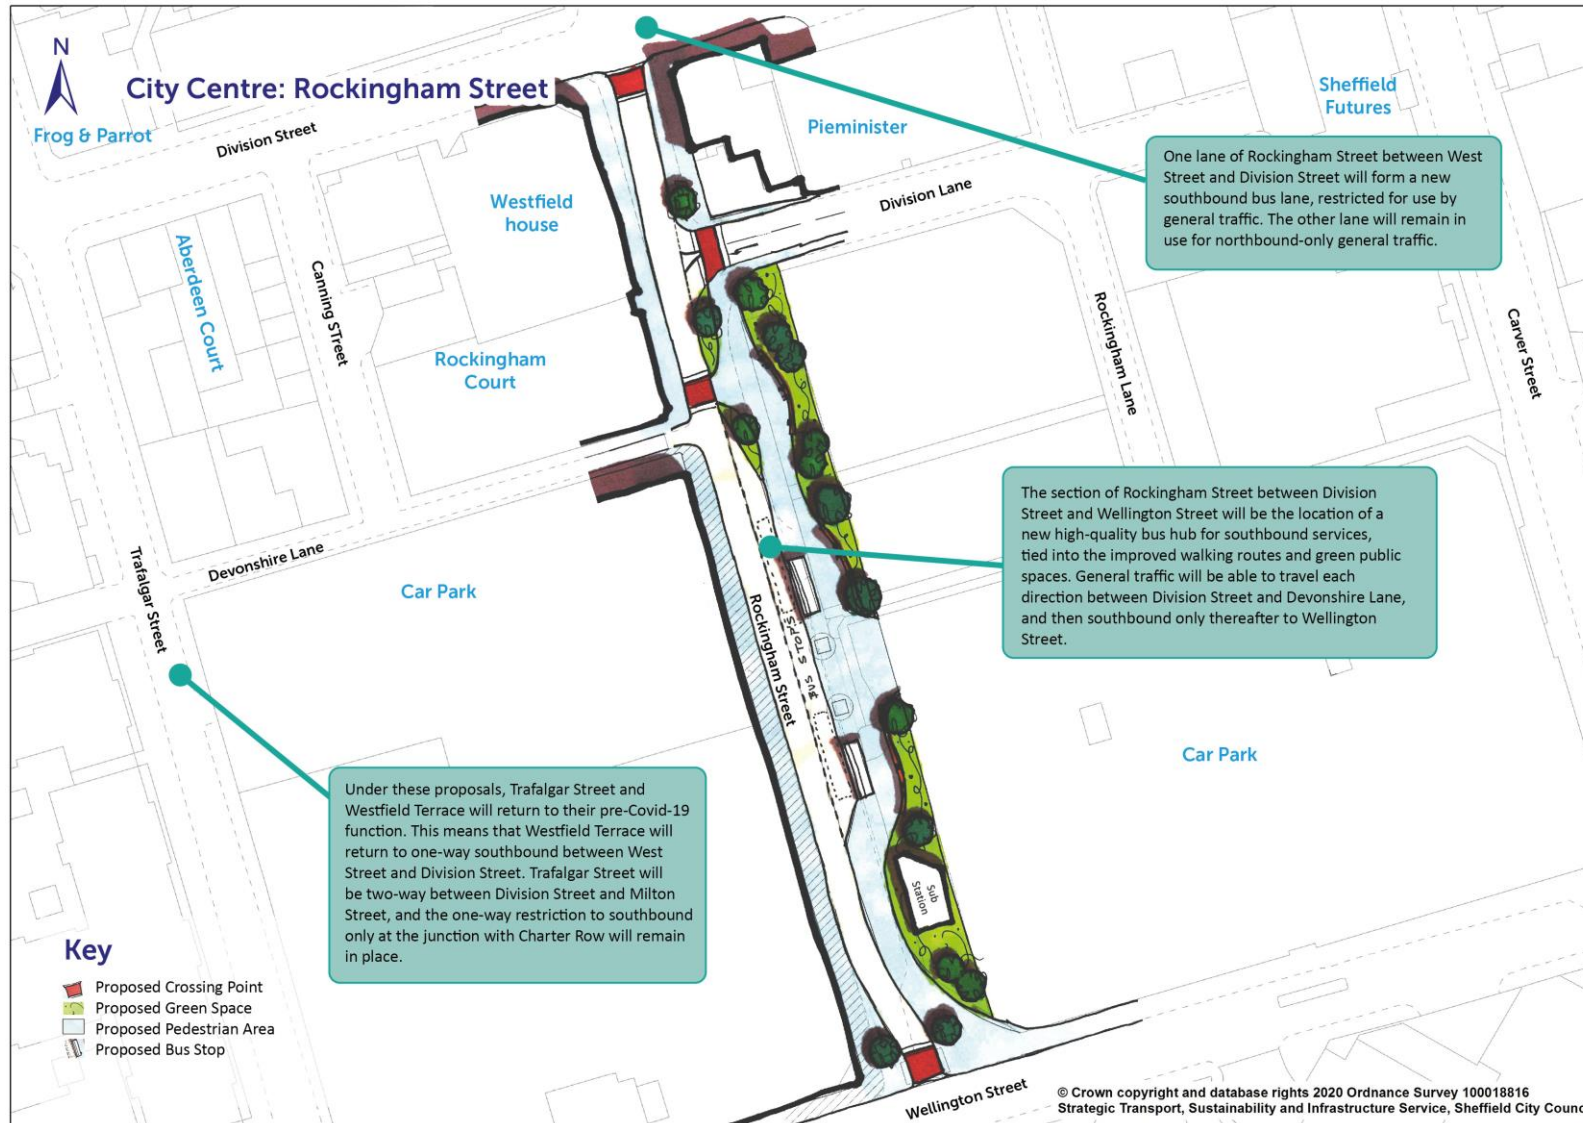 N
City Centre: Rockingham Street
Frog & Parrot
Division Street
Pieminister
Sheffield
Futures
One lane of Rockingham Street between West
Street and Division Street will form a new
southbound bus lane, restricted for use by
general traffic. The other lane will remain in
use for northbound-only general traffic.
Westfield
house
Division Lane
Aberdeen Court
Canning STreet
Rockingham Lane
Carver Street
Rockingham
Court
The section of Rockingham Street between Division
Street and Wellington Street will be the location of a
new high-quality bus hub for southbound services,
tied into the improved walking routes and green public
spaces. General traffic will be able to travel each
direction between Division Street and Devonshire Lane,
and then southbound only thereafter to Wellington
Street.
Trafalgar Street
Devonshire Lane
Car Park
Rockingham Street
BUS STOPS
Car Park
Under these proposals, Trafalgar Street and
Westfield Terrace will return to their pre-Covid-19
function. This means that Westfield Terrace will
return to one-way southbound between West
Street and Division Street. Trafalgar Street will
be two-way between Division Street and Milton
Street, and the one-way restriction to southbound
only at the junction with Charter Row will remain
in place.
Sub
Station
Key
Proposed Crossing Point
Proposed Green Space
Proposed Pedestrian Area
Proposed Bus Stop
Wellington Street
© Crown copyright and database rights 2020 Ordnance Survey 100018816
Strategic Transport, Sustainability and Infrastructure Service, Sheffield City Counc